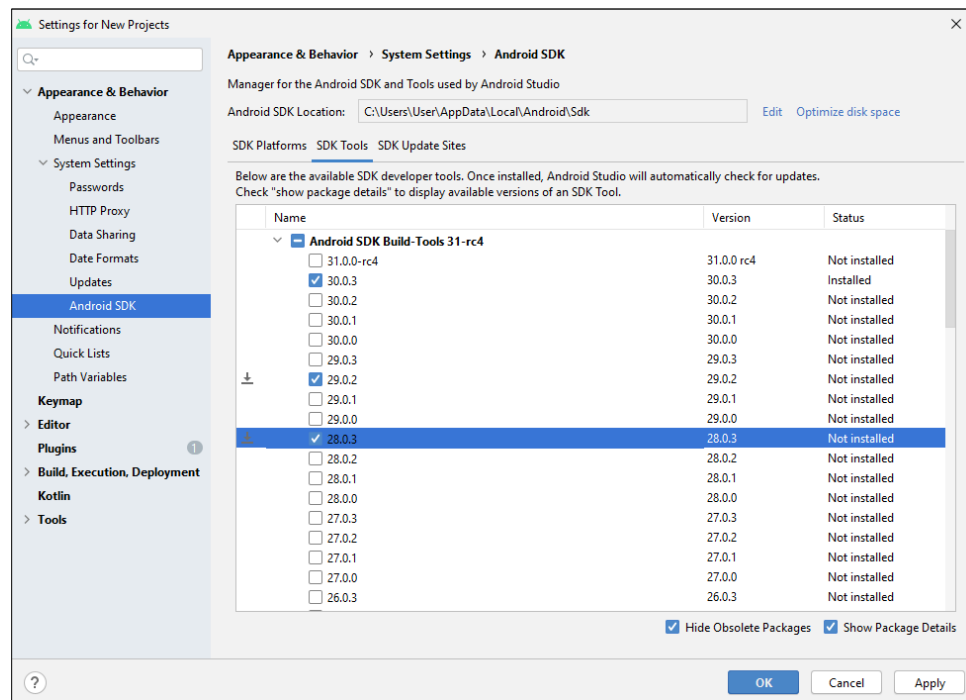 Settings for New Projects
Appearance & Behavior
Appearance
Menus and Toolbars
System Settings
Passwords
HTTP Proxy
Data Sharing
Date Formats
Updates
Android SDK
Notifications
Quick Lists
Path Variables
Keymap
Editor
Plugins 1
Build, Execution, Deployment
Kotlin
Tools
Appearance & Behavior › System Settings › Android SDK
Manager for the Android SDK and Tools used by Android Studio
Android SDK Location: C:\Users\User\AppData\Local\Android\Sdk Edit Optimize disk space
SDK Platforms SDK Tools SDK Update Sites
Below are the available SDK developer tools. Once installed, Android Studio will automatically check for updates.
Check "show package details" to display available versions of an SDK Tool.
Name Version Status
Android SDK Build-Tools 31-rc4
31.0.0-rc4 31.0.0 rc4 Not installed
30.0.3 30.0.3 Installed
30.0.2 30.0.2 Not installed
30.0.1 30.0.1 Not installed
30.0.0 30.0.0 Not installed
29.0.3 29.0.3 Not installed
29.0.2 29.0.2 Not installed
29.0.1 29.0.1 Not installed
29.0.0 29.0.0 Not installed
28.0.3 28.0.3 Not installed
28.0.2 28.0.2 Not installed
28.0.1 28.0.1 Not installed
28.0.0 28.0.0 Not installed
27.0.3 27.0.3 Not installed
27.0.2 27.0.2 Not installed
27.0.1 27.0.1 Not installed
27.0.0 27.0.0 Not installed
26.0.3 26.0.3 Not installed
Hide Obsolete Packages Show Package Details
? OK Cancel Apply